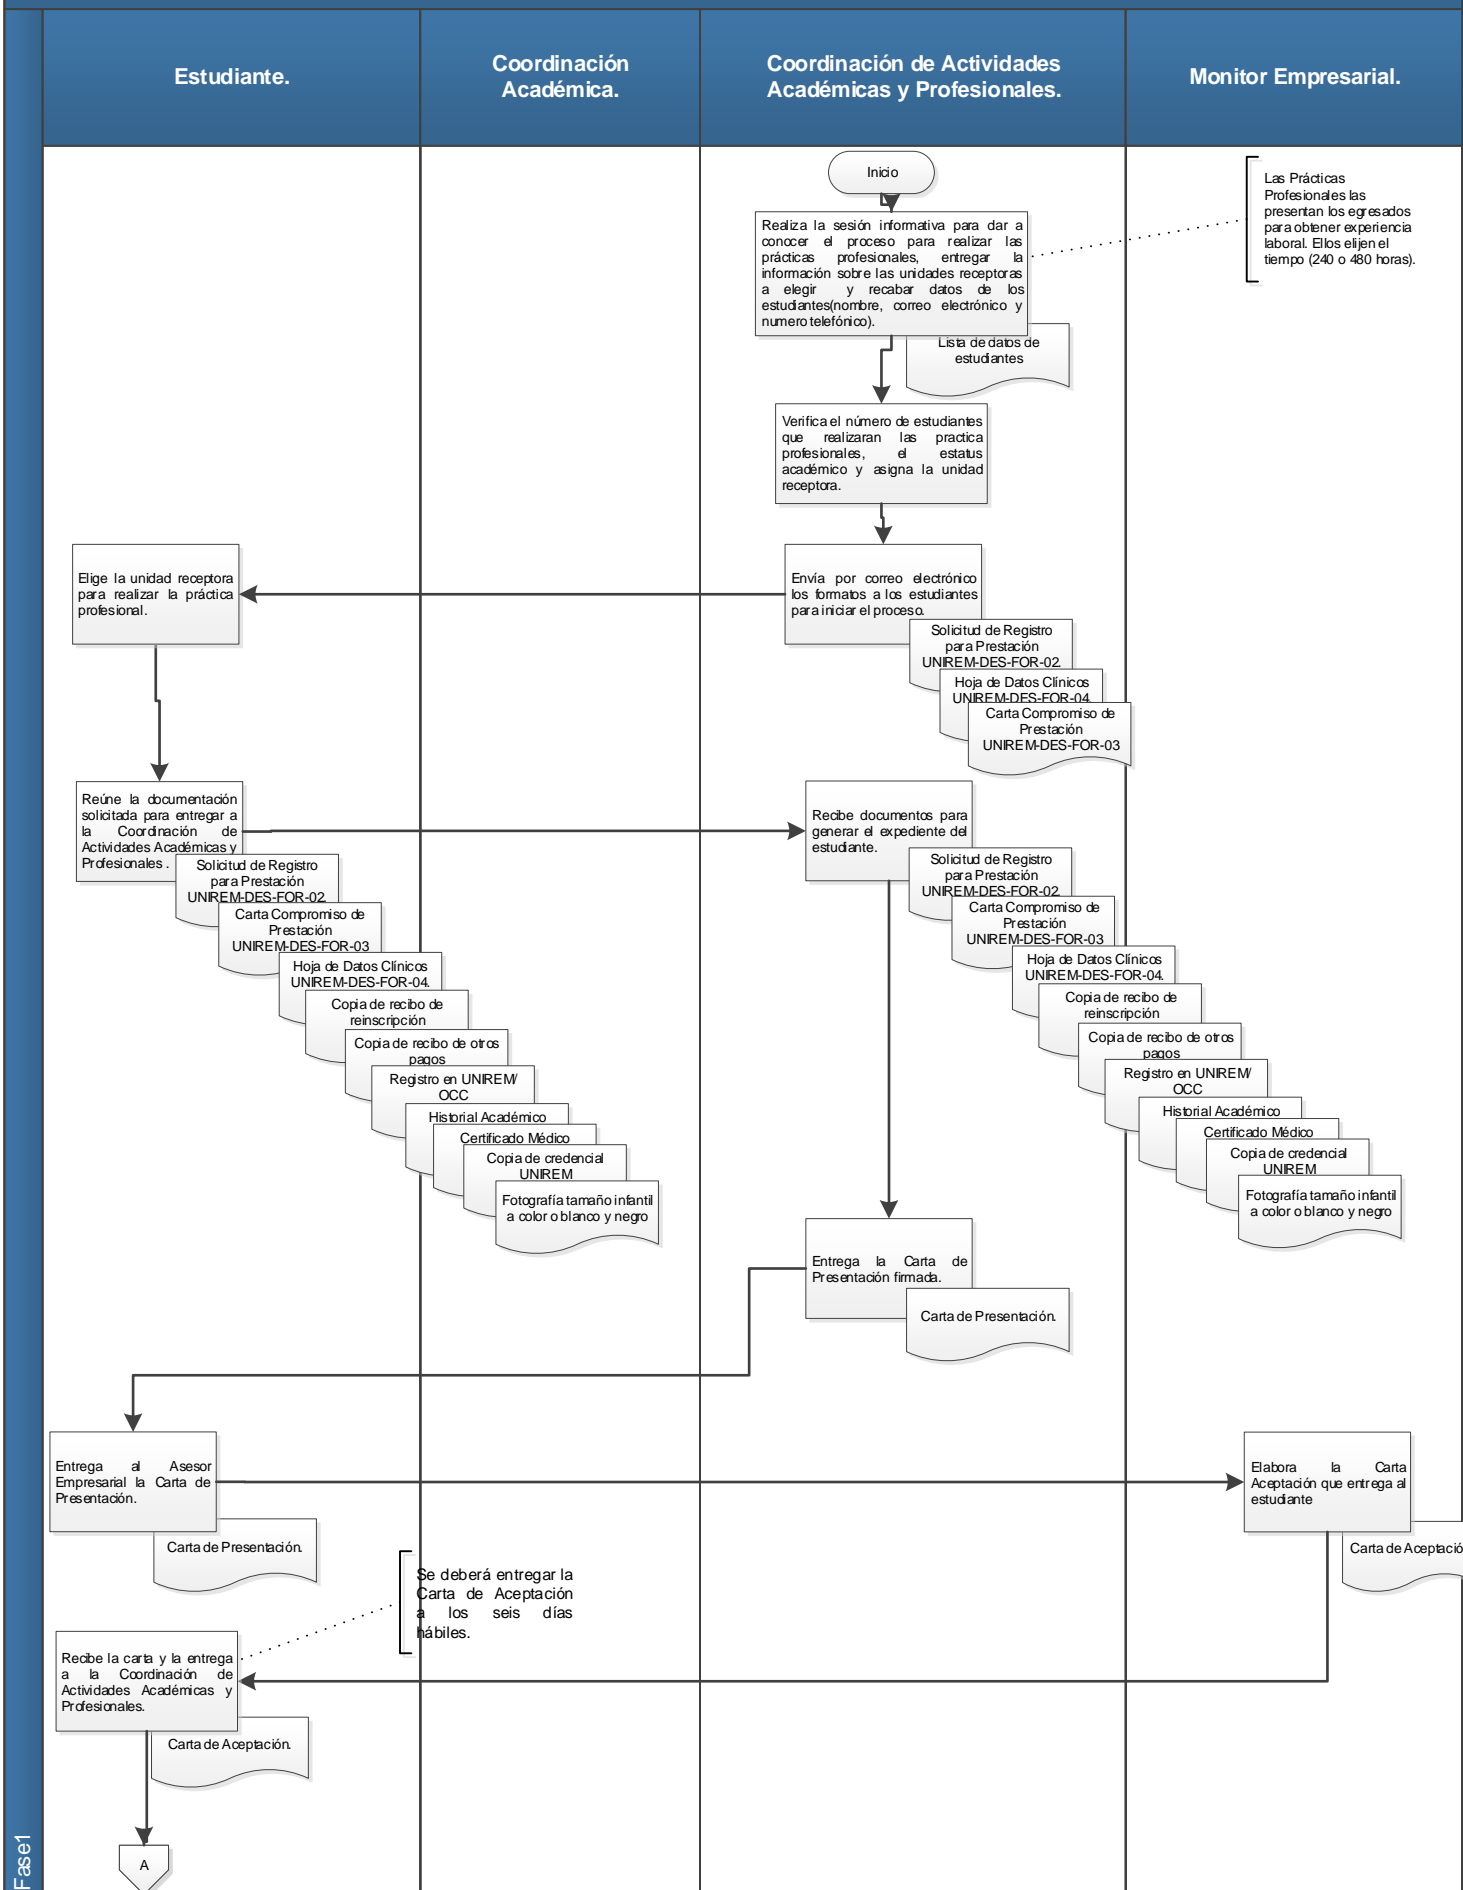 Estudiante.
Coordinación
Académica.
Coordinación de Actividades
Académicas y Profesionales.
Monitor Empresarial.
Inicio
Las Prácticas
Profesionales las
presentan los egresados
para obtener experiencia
laboral. Ellos elijen el
tiempo (240 o 480 horas).
Realiza la sesión informativa para dar a
conocer el proceso para realizar las
prácticas profesionales, entregar la
información sobre las unidades receptoras
a elegir y recabar datos de los
estudiantes(nombre, correo electrónico y
numero telefónico).
Lista de datos de
estudiantes
Verifica el número de estudiantes
que realizaran las practica
profesionales, el estatus
académico y asigna la unidad
receptora.
Elige la unidad receptora
para realizar la práctica
profesional.
Envía por correo electrónico
los formatos a los estudiantes
para iniciar el proceso.
Solicitud de Registro
para Prestación
UNIREM-DES-FOR-02.
Hoja de Datos Clínicos
UNIREM-DES-FOR-04.
Carta Compromiso de
Prestación
UNIREM-DES-FOR-03
Reúne la documentación
solicitada para entregar a
la Coordinación de
Actividades Académicas y
Profesionales .
Solicitud de Registro
para Prestación
UNIREM-DES-FOR-02.
Carta Compromiso de
Prestación
UNIREM-DES-FOR-03
Hoja de Datos Clínicos
UNIREM-DES-FOR-04.
Copia de recibo de
reinscripción
Copia de recibo de otros
pagos
Registro en UNIREM/
OCC
Historial Académico
Certificado Médico
Copia de credencial
UNIREM
Fotografía tamaño infantil
a color o blanco y negro
Recibe documentos para
generar el expediente del
estudiante.
Solicitud de Registro
para Prestación
UNIREM-DES-FOR-02.
Carta Compromiso de
Prestación
UNIREM-DES-FOR-03
Hoja de Datos Clínicos
UNIREM-DES-FOR-04.
Copia de recibo de
reinscripción
Copia de recibo de otros
pagos
Registro en UNIREM/
OCC
Historial Académico
Certificado Médico
Copia de credencial
UNIREM
Fotografía tamaño infantil
a color o blanco y negro
Entrega la Carta de
Presentación firmada.
Carta de Presentación.
Entrega al Asesor
Empresarial la Carta de
Presentación.
Carta de Presentación.
Elabora la Carta
Aceptación que entrega al
estudiante
Carta de Aceptació
Se deberá entregar la
Carta de Aceptación
a los seis días
hábiles.
Recibe la carta y la entrega
a la Coordinación de
Actividades Académicas y
Profesionales.
Carta de Aceptación.
A
Fase1